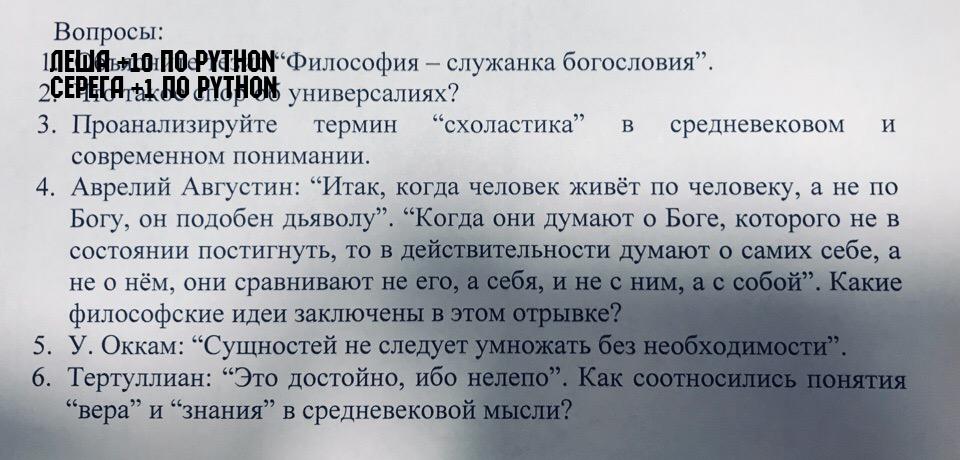 Вопросы:
ЛЕША +10 ПО PYTHON
СЕРЕГА +1 ПО PYTHON
1. “Философия – служанка богословия”.
2. Что такое спор об универсалиях?
3. Проанализируйте термин “схоластика” в средневековом и
современном понимании.
4. Аврелий Августин: “Итак, когда человек живёт по человеку, а не по
Богу, он подобен дьяволу”. “Когда они думают о Боге, которого не в
состоянии постигнуть, то в действительности думают о самих себе, а
не о нём, они сравнивают не его, а себя, и не с ним, а с собой”. Какие
философские идеи заключены в этом отрывке?
5. У. Оккам: “Сущностей не следует умножать без необходимости”.
6. Тертуллиан: “Это достойно, ибо нелепо”. Как соотносились понятия
“вера” и “знания” в средневековой мысли?